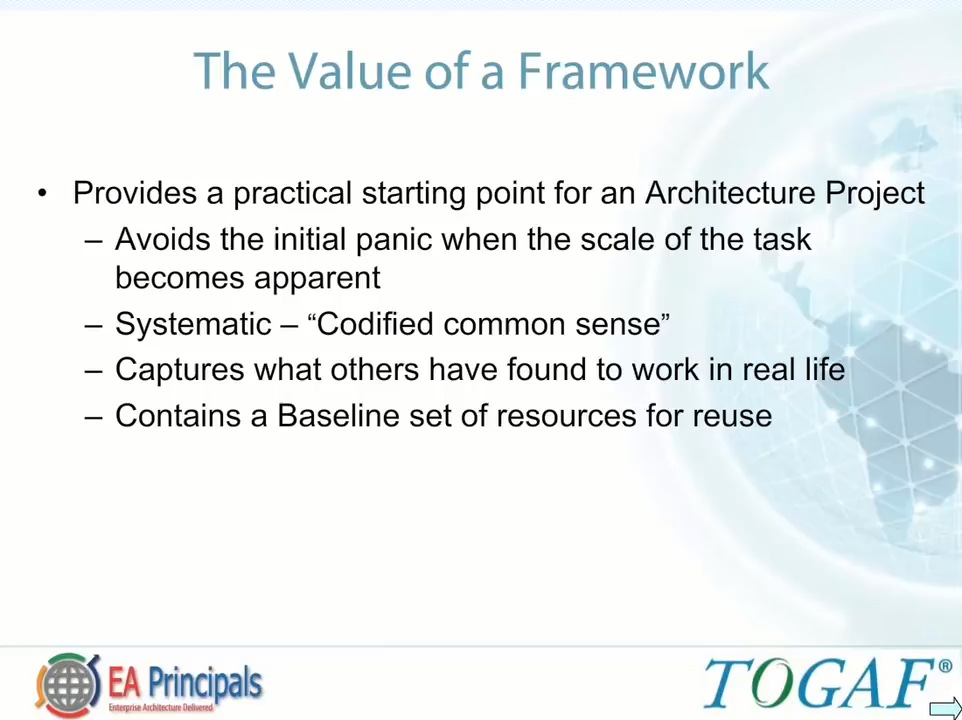 The Value of a Framework
• Provides a practical starting point for an Architecture Project
– Avoids the initial panic when the scale of the task
becomes apparent
– Systematic – “Codified common sense”
– Captures what others have found to work in real life
– Contains a Baseline set of resources for reuse
EA Principals
Enterprise Architecture Delivered
TOGAF®